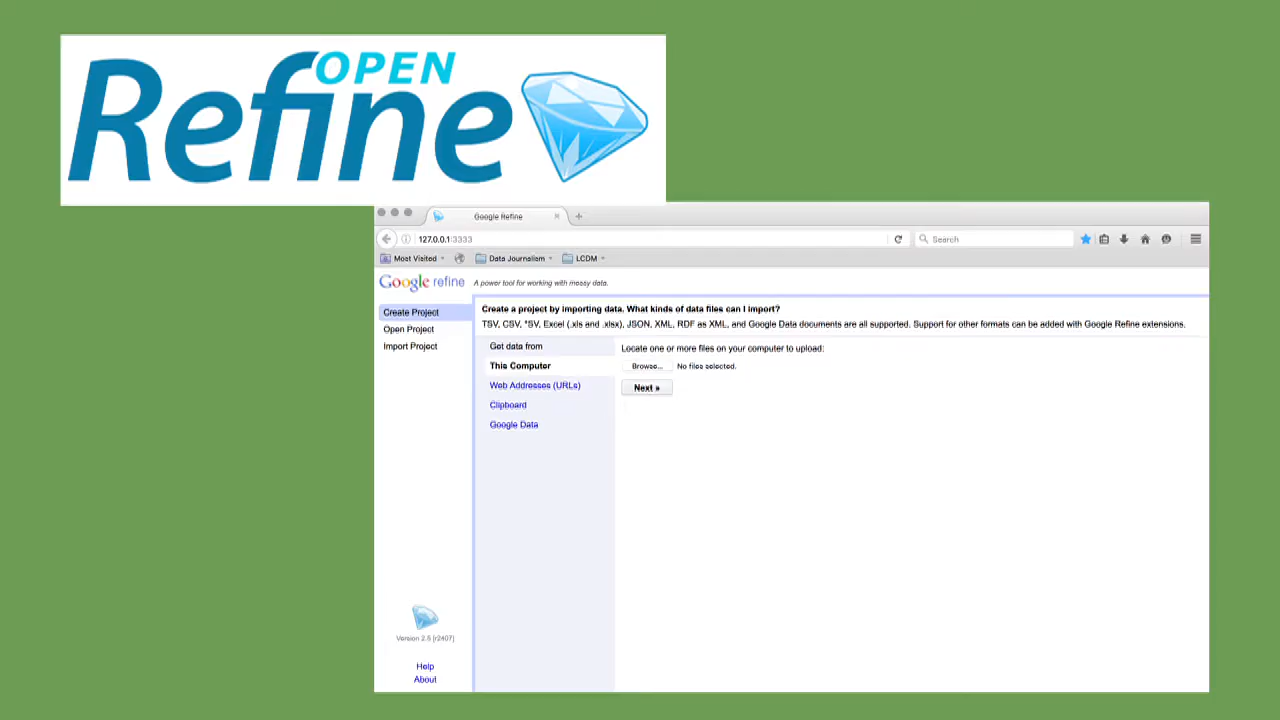 OPEN
Refine
Google Refine
127.0.0.1:3333
Search
Most Visited
Data Journalism
LCDM
Google refine
A power tool for working with messy data.
Create Project
Open Project
Import Project
Create a project by importing data. What kinds of data files can I import?
TSV, CSV, *SV, Excel (.xls and .xlsx), JSON, XML, RDF as XML, and Google Data documents are all supported. Support for other formats can be added with Google Refine extensions.
Get data from
This Computer
Web Addresses (URLs)
Clipboard
Google Data
Locate one or more files on your computer to upload:
Browse... No files selected.
Next »
Version 2.5 [r2407]
Help
About